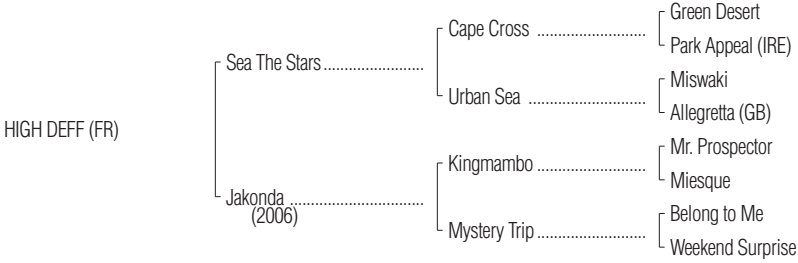 Green Desert
Cape Cross ..........................
Park Appeal (IRE)
Sea The Stars........................
Miswaki
Urban Sea ............................
Allegretta (GB)
HIGH DEFF (FR)
Mr. Prospector
Kingmambo ..........................
Miesque
Jakonda ................................
(2006)
Belong to Me
Mystery Trip..........................
Weekend Surprise